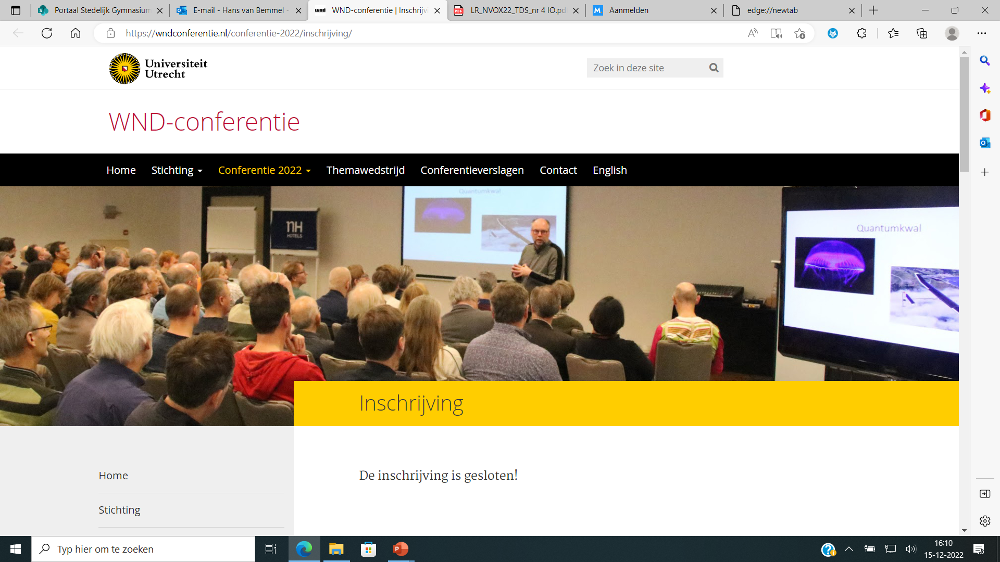 Portaal Stedelijk Gymnasium
E-mail - Hans van Bemmel -
WND-conferentie | Inschrijvi
LR_NVOX22_TDS_nr 4 IO.pd
Aanmelden
edge://newtab
https://wndconferentie.nl/conferentie-2022/inschrijving/
Universiteit
Utrecht
Zoek in deze site
WND-conferentie
Home
Stichting
Conferentie 2022
Themawedstrijd
Conferentieverslagen
Contact
English
Quantumkwal
nH
HOTELS
Quantumkwal
Inschrijving
De inschrijving is gesloten!
Home
Stichting
Typ hier om te zoeken
16:10
15-12-2022